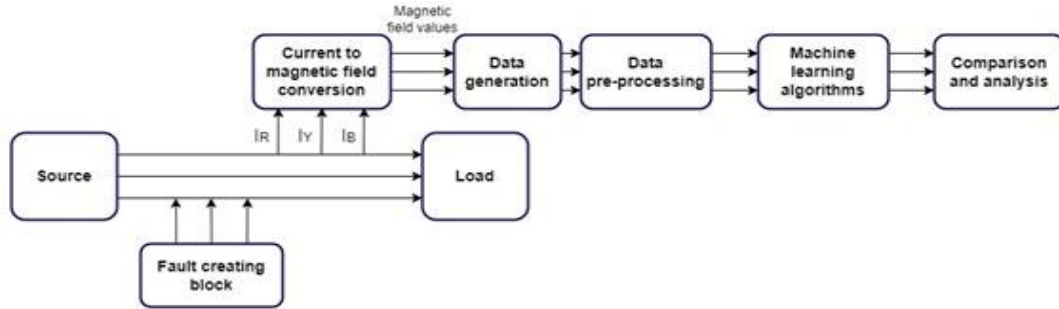 Magnetic
field values
Current to
magnetic field
conversion
Data
generation
Data
pre-processing
Machine
learning
algorithms
Comparison
and analysis
IR IY IB
Source
Load
Fault creating
block